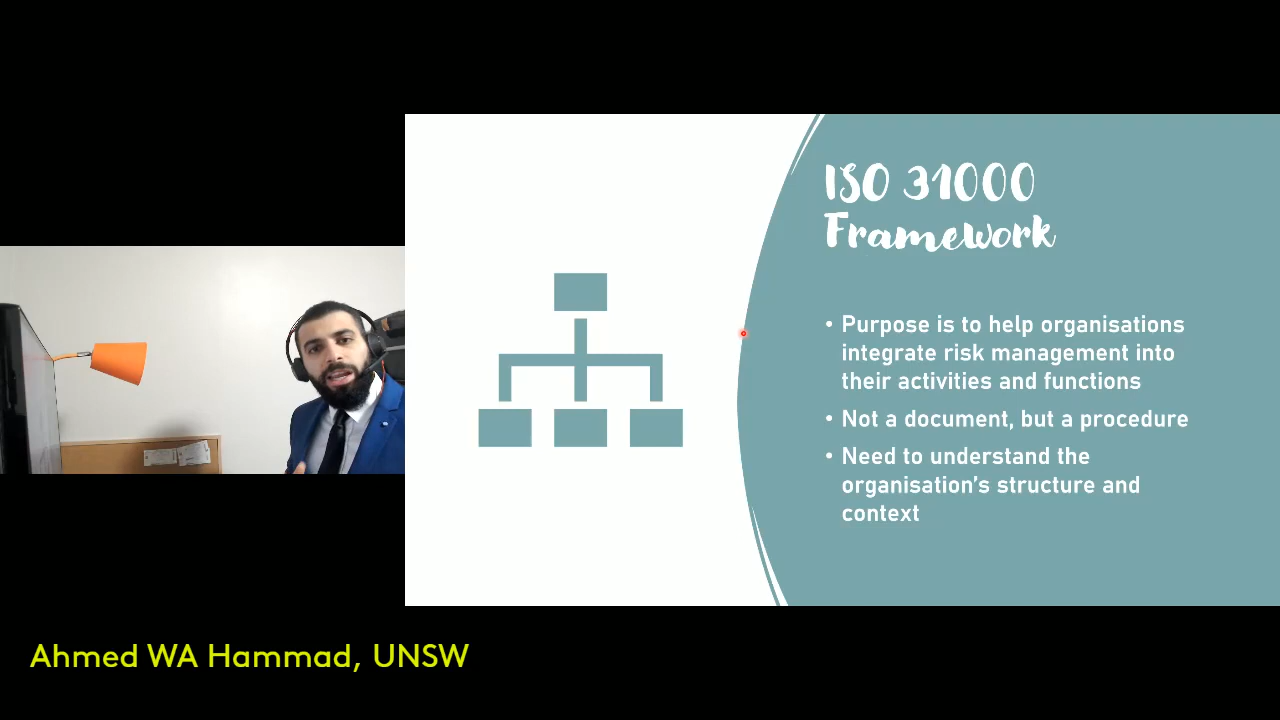 ISO 31000
Framework
• Purpose is to help organisations
integrate risk management into
their activities and functions
• Not a document, but a procedure
• Need to understand the
organisation's structure and
context
Ahmed WA Hammad, UNSW